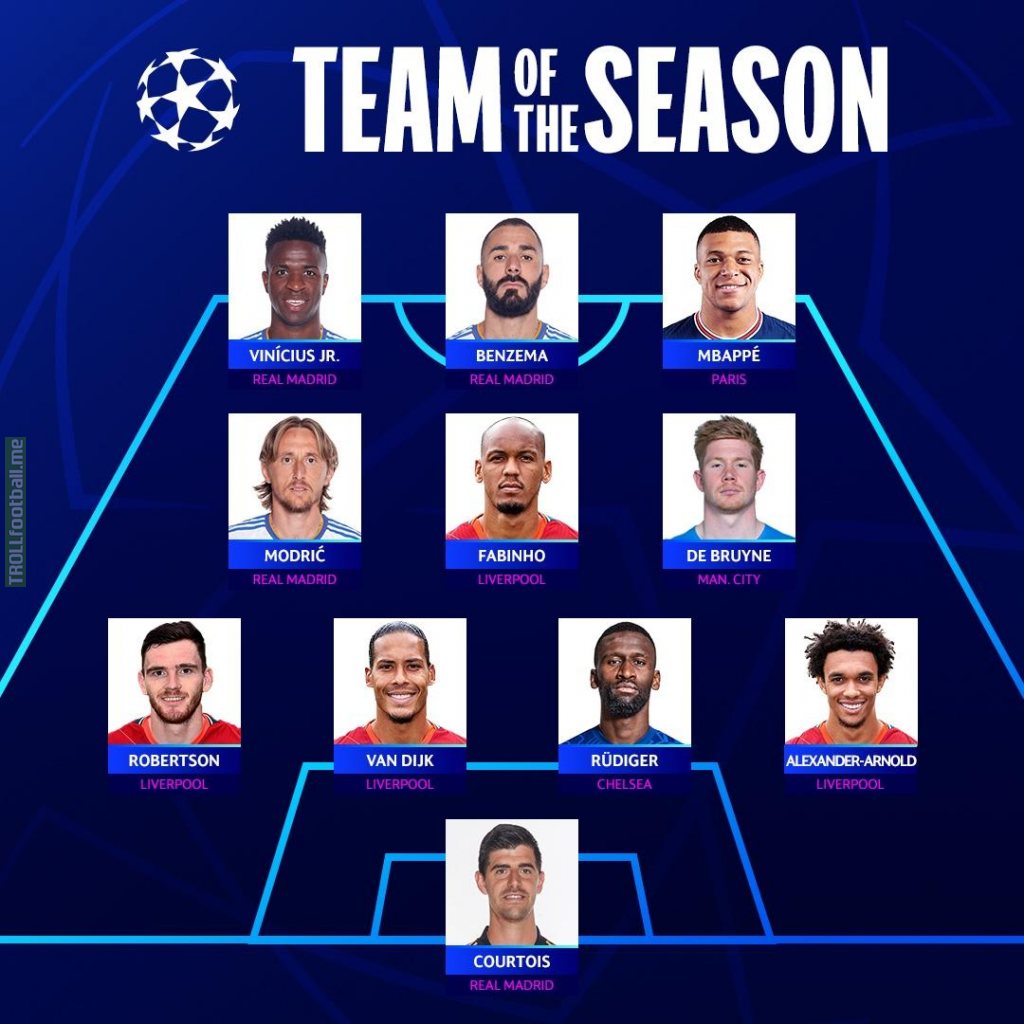 TEAM OF THE SEASON
VINÍCIUS JR.
REAL MADRID
BENZEMA
REAL MADRID
MBAPPÉ
PARIS
MODRIĆ
REAL MADRID
FABINHO
LIVERPOOL
DE BRUYNE
MAN. CITY
ROBERTSON
LIVERPOOL
VAN DIJK
LIVERPOOL
RÜDIGER
CHELSEA
ALEXANDER-ARNOLD
LIVERPOOL
COURTOIS
REAL MADRID
TROLLfootball.me